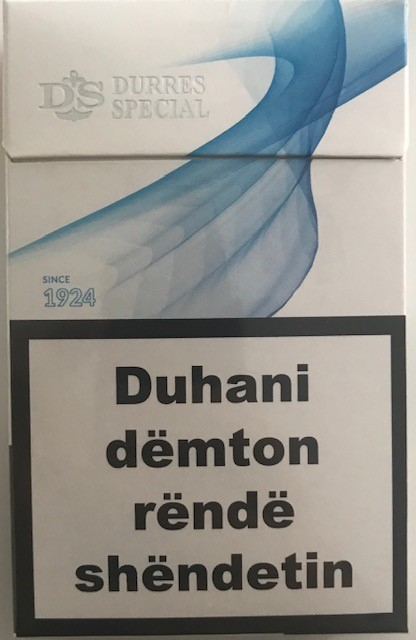 DS DURRES
SPECIAL
SINCE
1924
Duhani
dëmton
rëndë
shëndetin